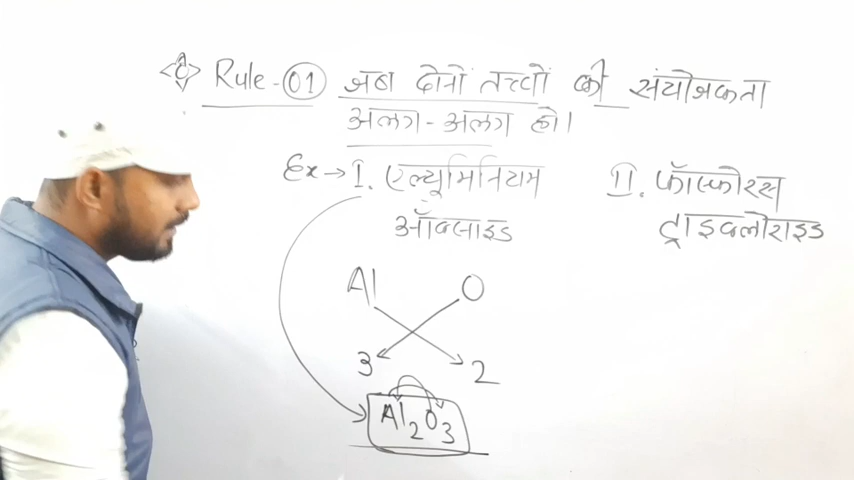 Rule-01 जब दोनों तत्त्वों की संयोजकता
अलग-अलग हो।
Ex→ I. एल्यूमिनियम
ऑक्साइड
II. फॉस्फोरस
ट्राइक्लोराइड
Al O
3 2
Al₂O₃